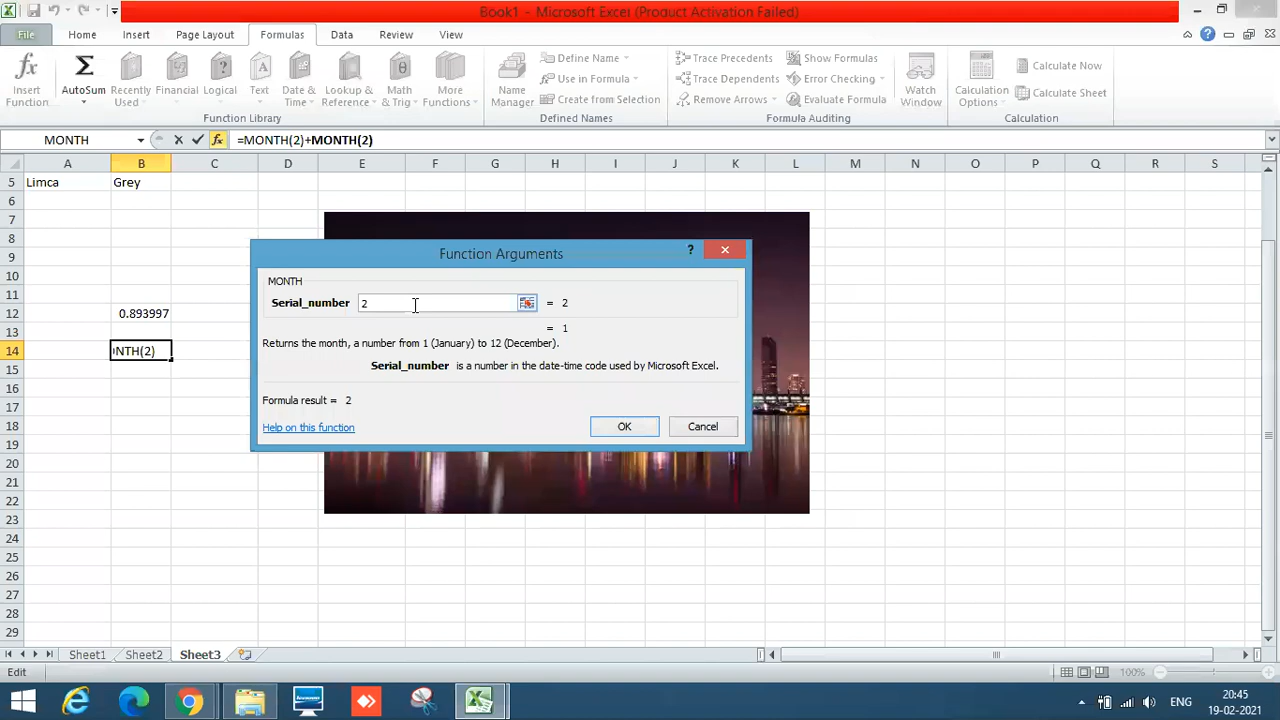 Book1 - Microsoft Excel (Product Activation Failed)
File Home Insert Page Layout Formulas Data Review View
Insert Function
AutoSum
Recently Used
Financial
Logical
Text
Date & Time
Lookup & Reference
Math & Trig
More Functions
Function Library
Name Manager
Define Name
Use in Formula
Create from Selection
Defined Names
Trace Precedents
Trace Dependents
Remove Arrows
Show Formulas
Error Checking
Evaluate Formula
Watch Window
Formula Auditing
Calculation Options
Calculate Now
Calculate Sheet
Calculation
MONTH fx =MONTH(2)+MONTH(2)
A B C D E F G H I J K L M N O P Q R S
5 Limca Grey
6
7
8
9
10
11
12 0.893997
13
14 NTH(2)
15
16
17
18
19
20
21
22
23
24
25
26
27
28
29
Function Arguments
MONTH
Serial_number 2 = 2
= 1
Returns the month, a number from 1 (January) to 12 (December).
Serial_number is a number in the date-time code used by Microsoft Excel.
Formula result = 2
Help on this function
OK Cancel
Sheet1 Sheet2 Sheet3
Edit 100%
ENG 20:45
19-02-2021